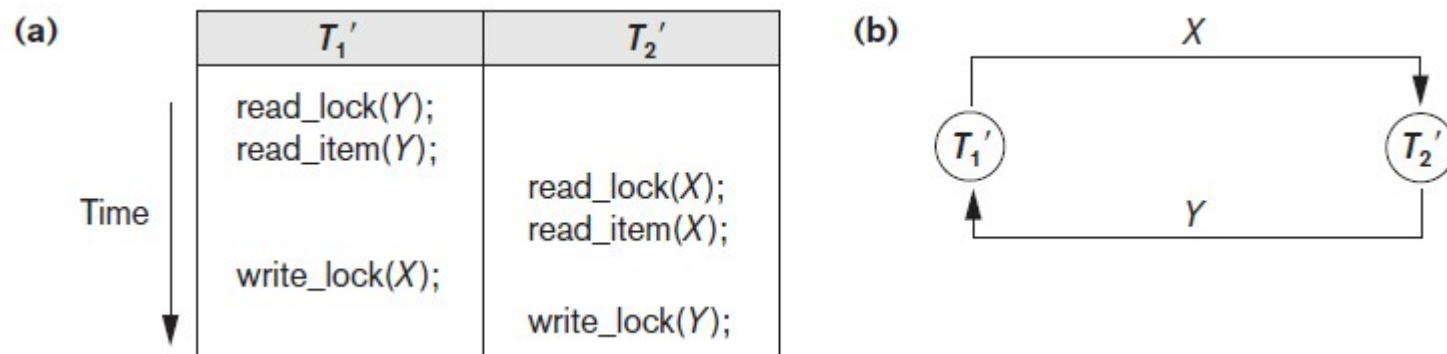 (a)
T₁′ T₂′
read_lock(Y);
read_item(Y);
read_lock(X);
Time
read_item(X);
write_lock(X);
write_lock(Y);
(b)
X
T₁′ T₂′
Y